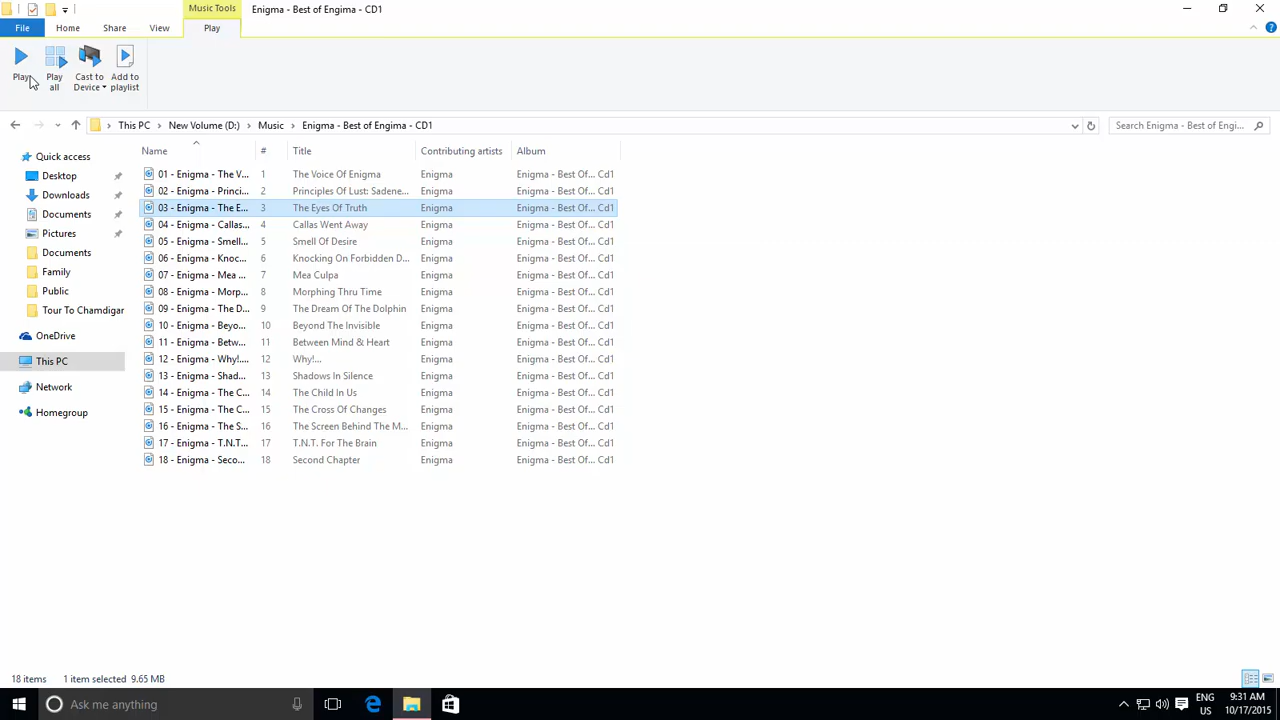 Music Tools
Enigma - Best of Engima - CD1
File Home Share View Play
Play
Play all
Cast to Device
Add to playlist
This PC New Volume (D:) Music Enigma - Best of Engima - CD1
Search Enigma - Best of Engi...
Name # Title Contributing artists Album
Quick access
Desktop
Downloads
Documents
Pictures
Documents
Family
Public
Tour To Chamdigar
OneDrive
This PC
Network
Homegroup
01 - Enigma - The V... 1 The Voice Of Enigma Enigma Enigma - Best Of... Cd1
02 - Enigma - Princi... 2 Principles Of Lust: Sadene... Enigma Enigma - Best Of... Cd1
03 - Enigma - The E... 3 The Eyes Of Truth Enigma Enigma - Best Of... Cd1
04 - Enigma - Callas... 4 Callas Went Away Enigma Enigma - Best Of... Cd1
05 - Enigma - Smell... 5 Smell Of Desire Enigma Enigma - Best Of... Cd1
06 - Enigma - Knoc... 6 Knocking On Forbidden D... Enigma Enigma - Best Of... Cd1
07 - Enigma - Mea ... 7 Mea Culpa Enigma Enigma - Best Of... Cd1
08 - Enigma - Morp... 8 Morphing Thru Time Enigma Enigma - Best Of... Cd1
09 - Enigma - The D... 9 The Dream Of The Dolphin Enigma Enigma - Best Of... Cd1
10 - Enigma - Beyo... 10 Beyond The Invisible Enigma Enigma - Best Of... Cd1
11 - Enigma - Betw... 11 Between Mind & Heart Enigma Enigma - Best Of... Cd1
12 - Enigma - Why!.... 12 Why!... Enigma Enigma - Best Of... Cd1
13 - Enigma - Shad... 13 Shadows In Silence Enigma Enigma - Best Of... Cd1
14 - Enigma - The C... 14 The Child In Us Enigma Enigma - Best Of... Cd1
15 - Enigma - The C... 15 The Cross Of Changes Enigma Enigma - Best Of... Cd1
16 - Enigma - The S... 16 The Screen Behind The M... Enigma Enigma - Best Of... Cd1
17 - Enigma - T.N.T... 17 T.N.T. For The Brain Enigma Enigma - Best Of... Cd1
18 - Enigma - Seco... 18 Second Chapter Enigma Enigma - Best Of... Cd1
18 items 1 item selected 9.65 MB
Ask me anything
ENG
US
9:31 AM
10/17/2015